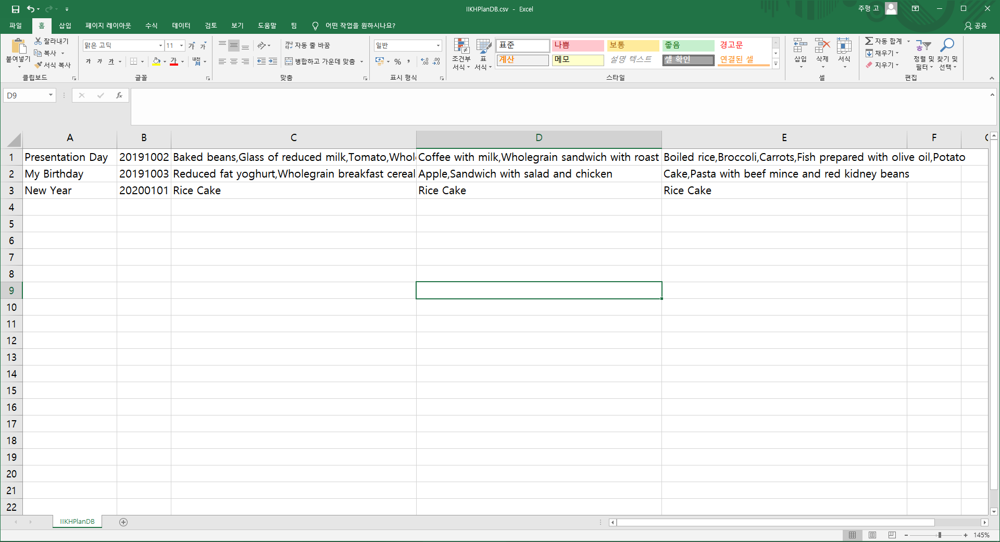 IIKHPlanDB.csv - Excel
주형 고
파일 홈 삽입 페이지 레이아웃 수식 데이터 검토 보기 도움말 팀 어떤 작업을 원하시나요? 공유
붙여넣기
잘라내기
복사
서식 복사
클립보드
맑은 고딕 11 가 가
가 가 가 가 내천
글꼴
자동 줄 바꿈
병합하고 가운데 맞춤
맞춤
일반
%
표시 형식
조건부 서식
표 서식
표준 나쁨 보통 좋음 경고문
계산 메모 설명 텍스트 셀 확인 연결된 셀
스타일
삽입 삭제 서식
셀
자동 합계
채우기
지우기
정렬 및 필터
찾기 및 선택
편집
D9 fx
A B C D E F
1 Presentation Day 20191002 Baked beans,Glass of reduced milk,Tomato, Coffee with milk,Wholegrain sandwich with roast Boiled rice,Broccoli,Carrots,Fish prepared with olive oil,Potato
2 My Birthday 20191003 Reduced fat yoghurt,Wholegrain breakfast cereal Apple,Sandwich with salad and chicken Cake,Pasta with beef mince and red kidney beans
3 New Year 20200101 Rice Cake Rice Cake Rice Cake
4
5
6
7
8
9
10
11
12
13
14
15
16
17
18
19
20
21
22
IIKHPlanDB
145%